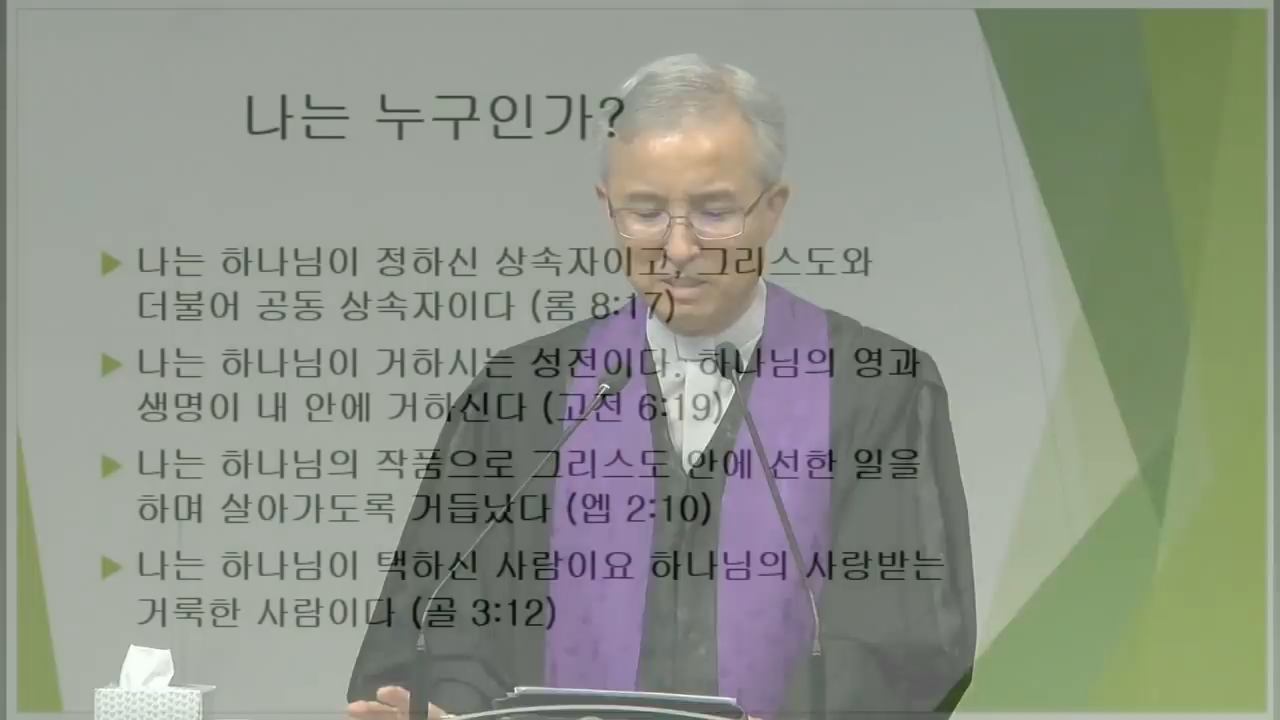 나는 누구인가?
나는 하나님이 정하신 상속자이고, 그리스도와
더불어 공동 상속자이다 (롬 8:17)
나는 하나님이 거하시는 성전이다. 하나님의 영과
생명이 내 안에 거하신다 (고전 6:19)
나는 하나님의 작품으로 그리스도 안에 선한 일을
하며 살아가도록 거듭났다 (엡 2:10)
나는 하나님이 택하신 사람이요 하나님의 사랑받는
거룩한 사람이다 (골 3:12)